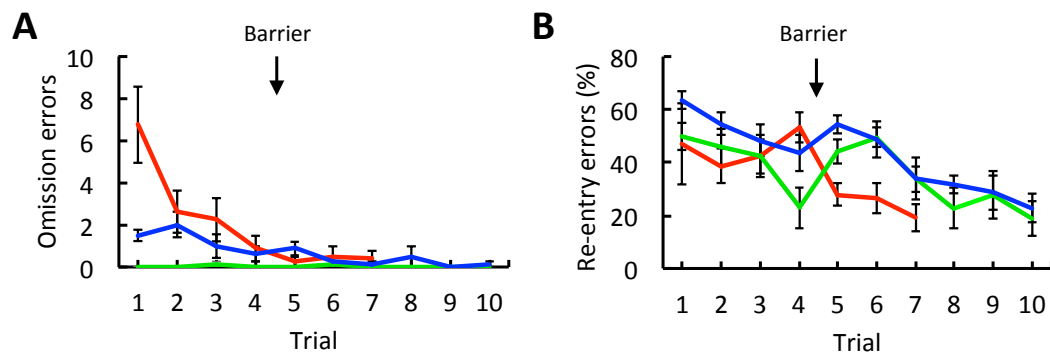 A
Barrier
Omission errors
10
8
6
4
2
0
1 2 3 4 5 6 7 8 9 10
Trial
B
Barrier
Re-entry errors (%)
80
60
40
20
0
1 2 3 4 5 6 7 8 9 10
Trial